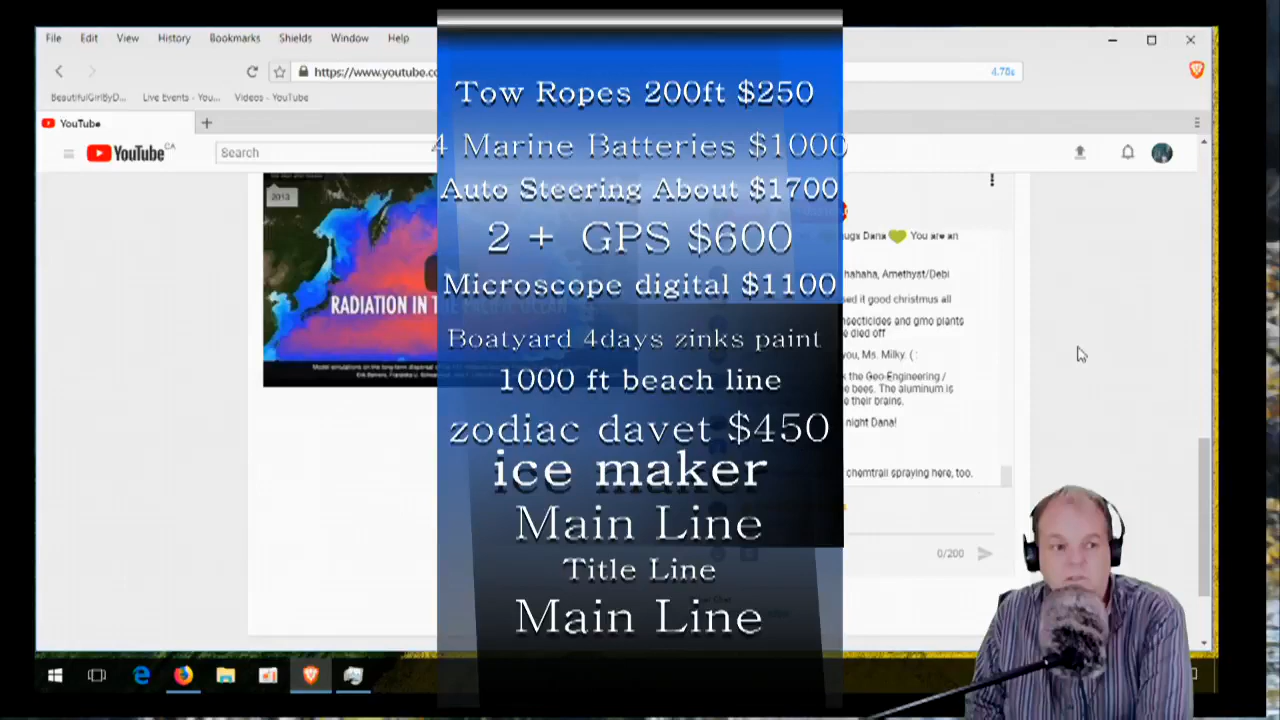 File Edit View History Bookmarks Shields Window Help
https://www.youtube.co
4.78s
BeautifulGirlByD... Live Events - You... Videos - YouTube
YouTube
YouTube CA
Search
Tow Ropes 200ft $250
4 Marine Batteries $1000
Auto Steering About $1700
2 + GPS $600
Microscope digital $1100
Boatyard 4days zinks paint
1000 ft beach line
zodiac davet $450
ice maker
Main Line
Title Line
Main Line
2013
RADIATION IN T
Dana You are an
hahaha, Amethyst/Debi
sed it good christmas all
nsecticides and gmo plants
e died off
you, Ms. Milky. ( :
k the Geo-Engineering /
e bees. The aluminum is
e their brains.
night Dana!
chemtrail spraying here, too.
0/200